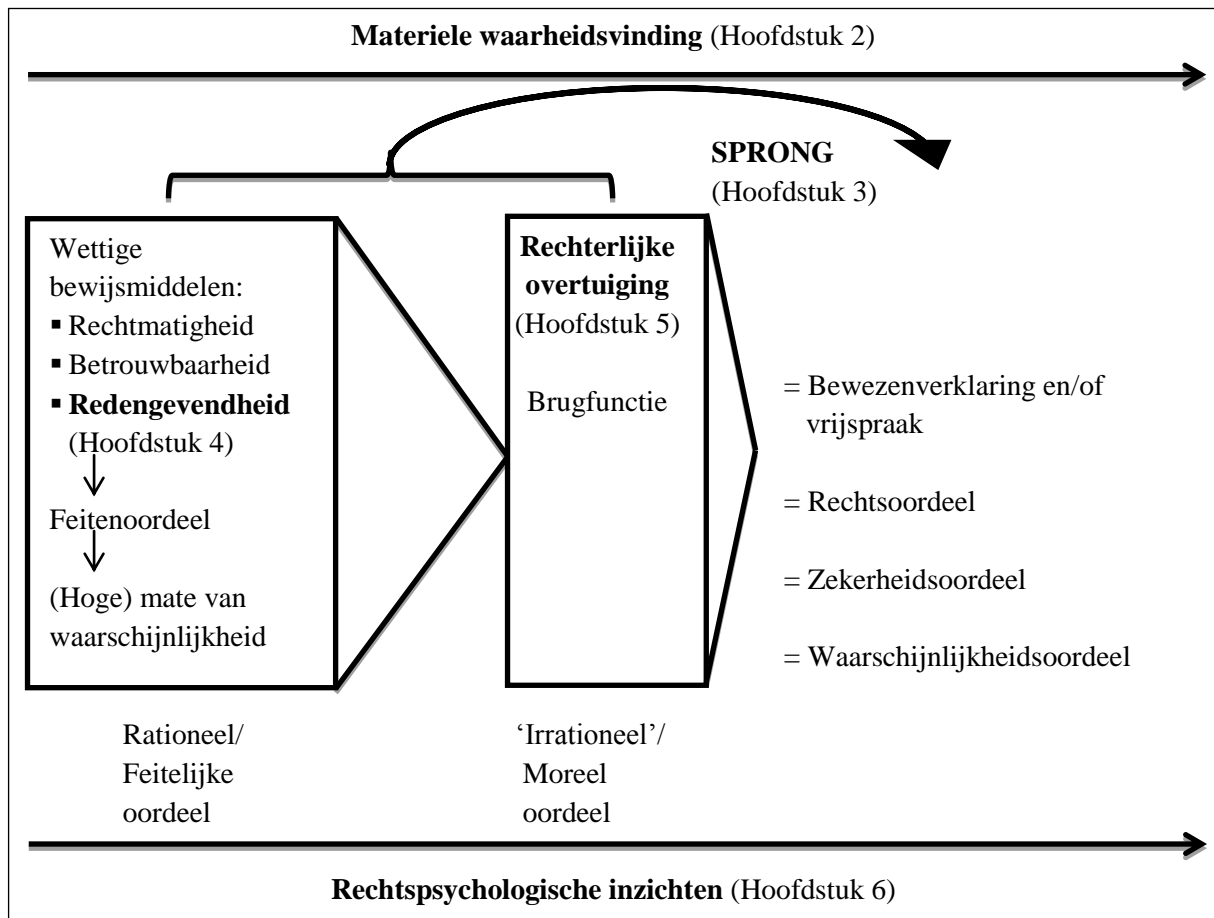 Materiele waarheidsvinding (Hoofdstuk 2)
SPRONG
(Hoofdstuk 3)
Wettige
bewijsmiddelen:
▪ Rechtmatigheid
▪ Betrouwbaarheid
▪ Redengevendheid
(Hoofdstuk 4)
Feitenoordeel
(Hoge) mate van
waarschijnlijkheid
Rechterlijke
overtuiging
(Hoofdstuk 5)
Brugfunctie
= Bewezenverklaring en/of
vrijspraak
= Rechtsoordeel
= Zekerheidsoordeel
= Waarschijnlijkheidsoordeel
Rationeel/
Feitelijke
oordeel
‘Irrationeel’/
Moreel
oordeel
Rechtspsychologische inzichten (Hoofdstuk 6)